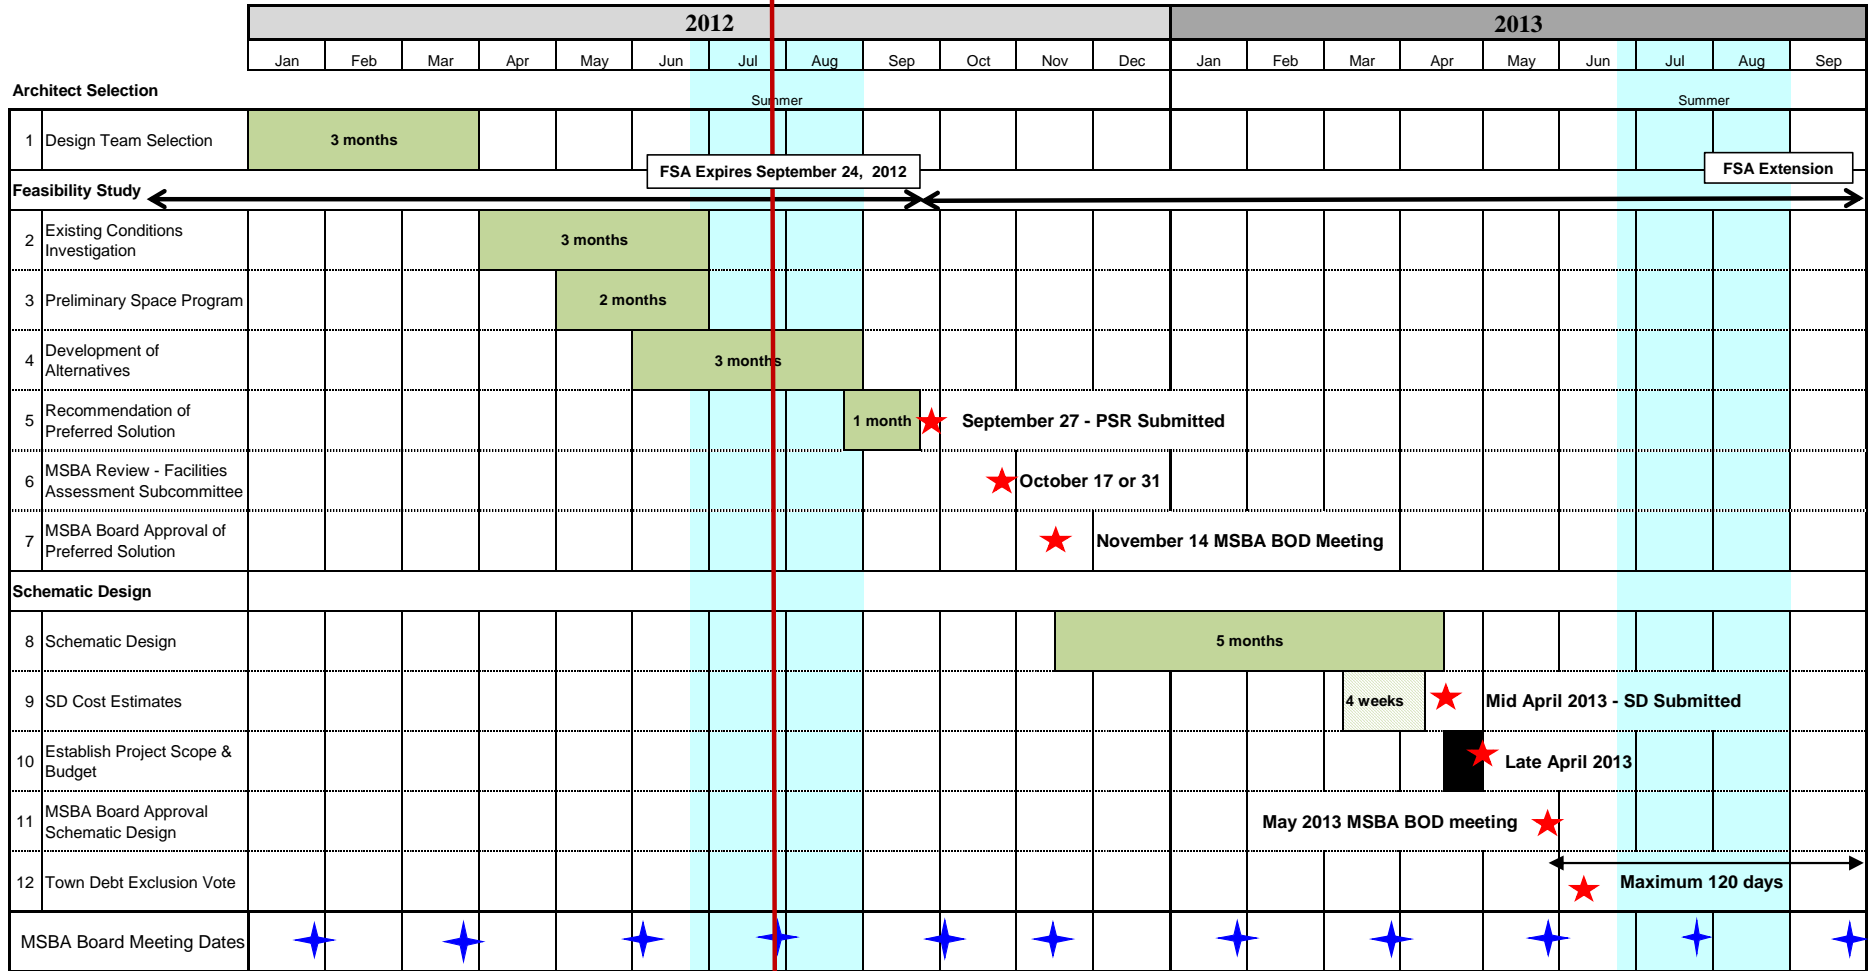 2012 2013
Jan Feb Mar Apr May Jun Jul Aug Sep Oct Nov Dec Jan Feb Mar Apr May Jun Jul Aug Sep
Architect Selection
Summer Summer
1 Design Team Selection 3 months
FSA Expires September 24, 2012 FSA Extension
Feasibility Study
2 Existing Conditions
Investigation
3 months
3 Preliminary Space Program 2 months
4 Development of
Alternatives
3 months
5 Recommendation of
Preferred Solution
1 month September 27 - PSR Submitted
6 MSBA Review - Facilities
Assessment Subcommittee
October 17 or 31
7 MSBA Board Approval of
Preferred Solution
November 14 MSBA BOD Meeting
Schematic Design
8 Schematic Design 5 months
9 SD Cost Estimates 4 weeks Mid April 2013 - SD Submitted
10 Establish Project Scope &
Budget
Late April 2013
11 MSBA Board Approval
Schematic Design
May 2013 MSBA BOD meeting
12 Town Debt Exclusion Vote Maximum 120 days
MSBA Board Meeting Dates